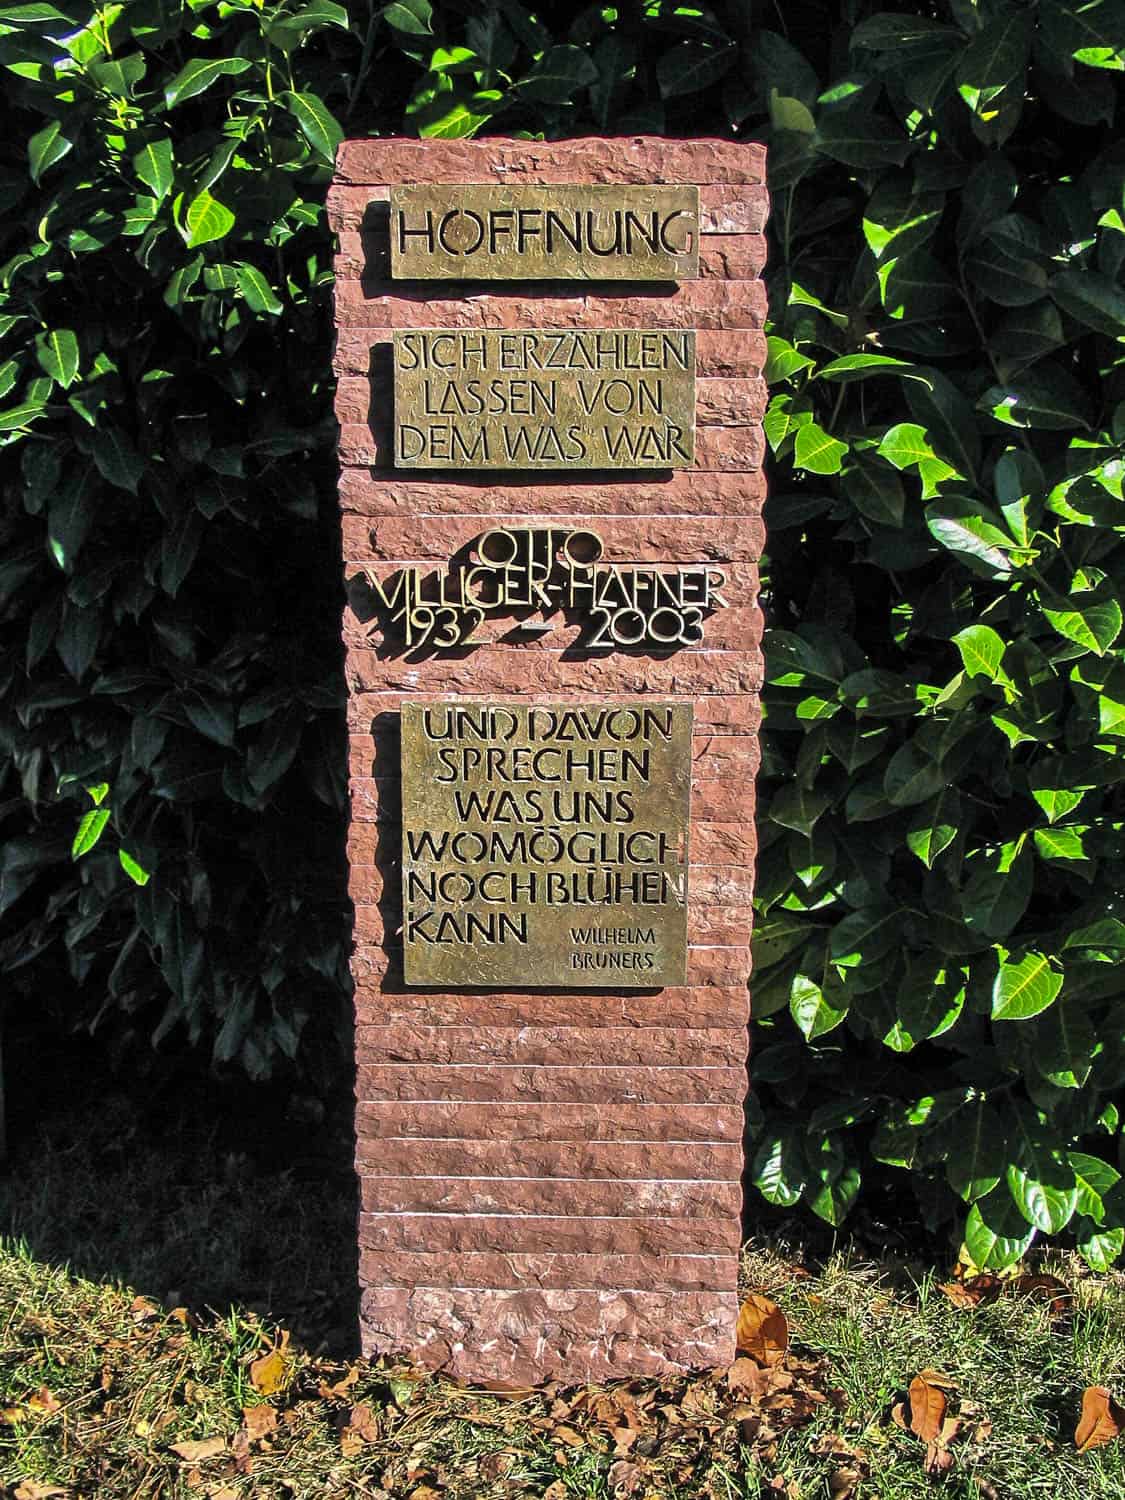 HOFFNUNG
SICH ERZÄHLEN
LASSEN VON
DEM WAS WAR
OTTO
VILLIGER-HAFNER
1932 - 2003
UND DAVON
SPRECHEN
WAS UNS
WOMÖGLICH
NOCH BLÜHEN
KANN
WILHELM
BRUNERS